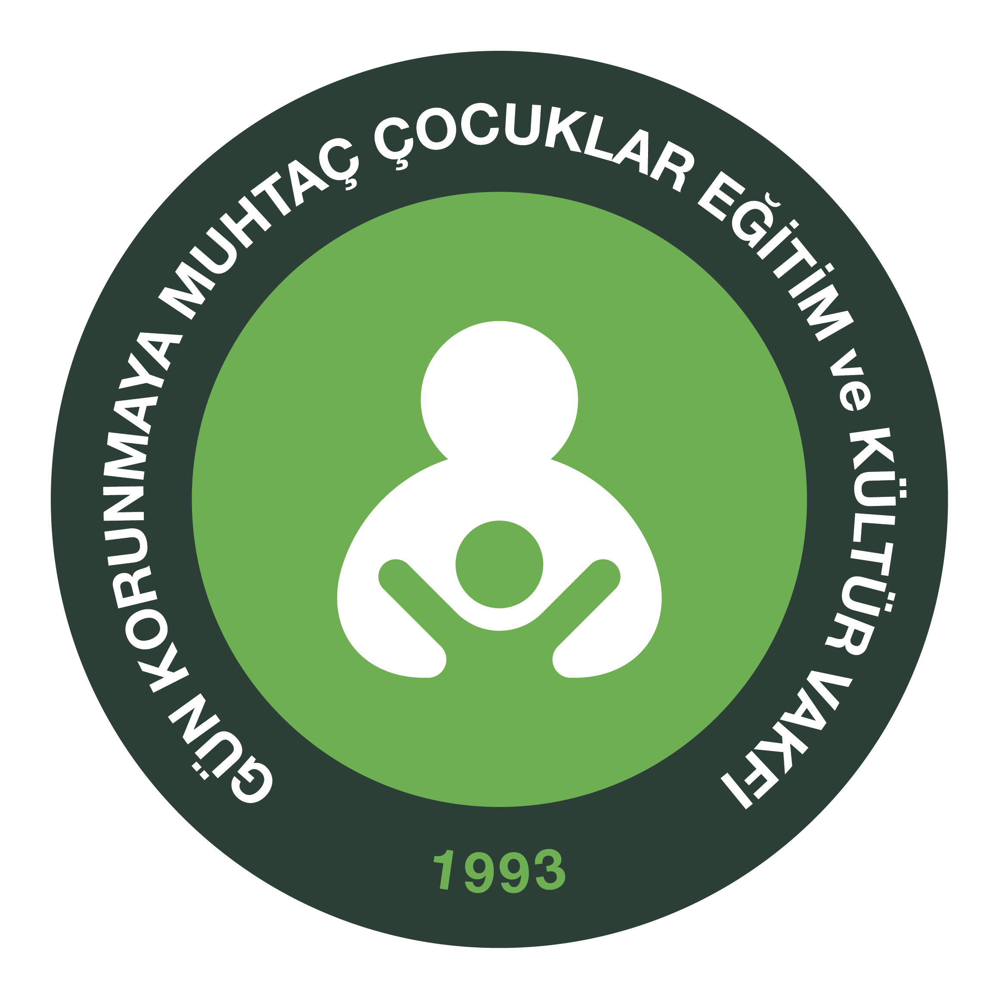 GÜN KORUNMAYA MUHTAÇ ÇOCUKLAR EĞİTİM ve KÜLTÜR VAKFI
1993